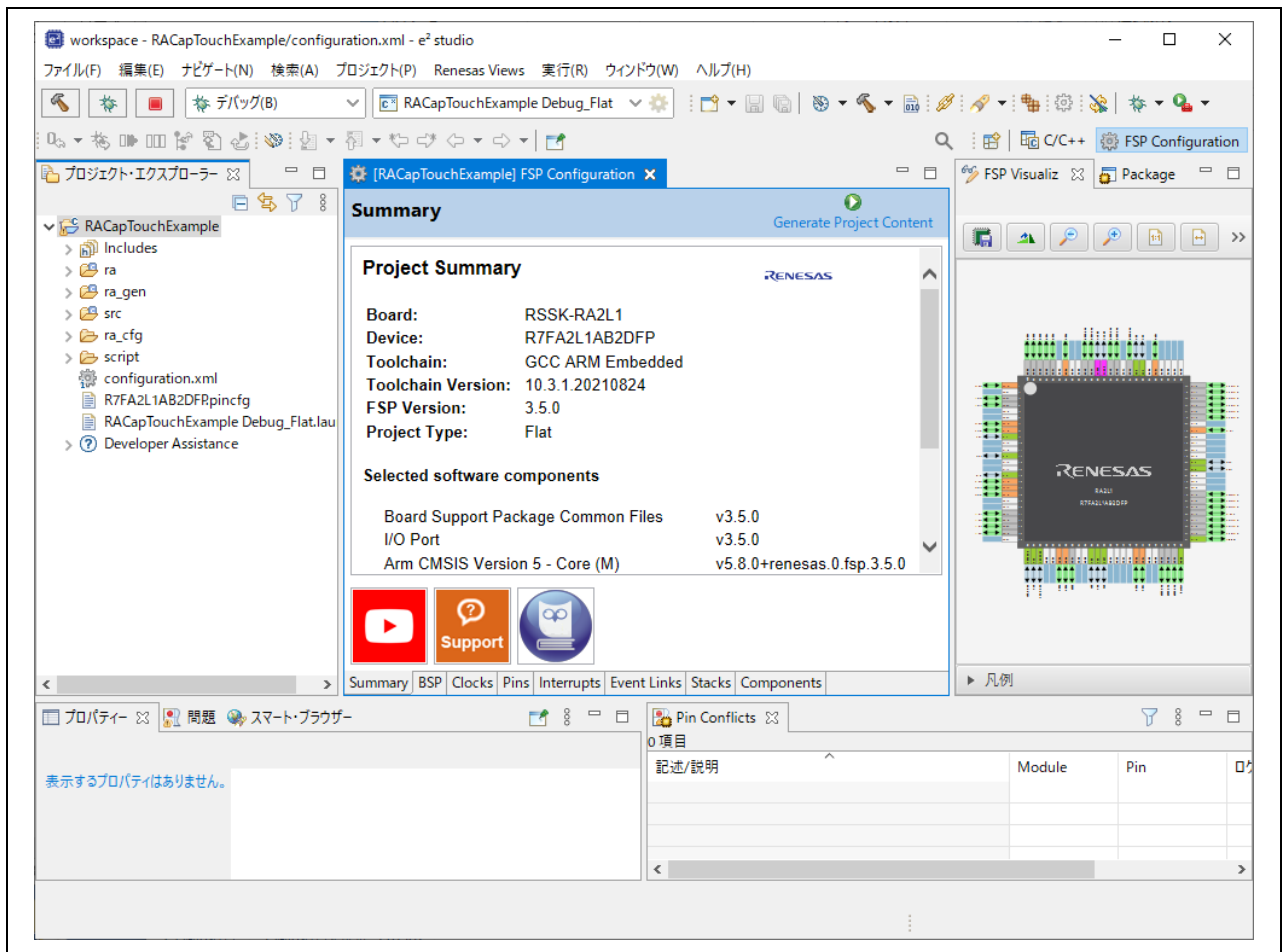 workspace - RACapTouchExample/configuration.xml - e² studio
ファイル(F) 編集(E) ナビゲート(N) 検索(A) プロジェクト(P) Renesas Views 実行(R) ウィンドウ(W) ヘルプ(H)
デバッグ(B) RACapTouchExample Debug_Flat
C/C++ FSP Configuration
プロジェクト・エクスプローラー
RACapTouchExample
Includes
ra
ra_gen
src
ra_cfg
script
configuration.xml
R7FA2L1AB2DFP.pincfg
RACapTouchExample Debug_Flat.lau
Developer Assistance
[RACapTouchExample] FSP Configuration
Summary
Generate Project Content
Project Summary
RENESAS
Board: RSSK-RA2L1
Device: R7FA2L1AB2DFP
Toolchain: GCC ARM Embedded
Toolchain Version: 10.3.1.20210824
FSP Version: 3.5.0
Project Type: Flat
Selected software components
Board Support Package Common Files v3.5.0
I/O Port v3.5.0
Arm CMSIS Version 5 - Core (M) v5.8.0+renesas.0.fsp.3.5.0
Support
Summary BSP Clocks Pins Interrupts Event Links Stacks Components
FSP Visualiz Package
RENESAS
RA2L1
R7FA2L1AB2DFP
凡例
プロパティー 問題 スマート・ブラウザー
表示するプロパティはありません。
Pin Conflicts
0 項目
記述/説明 Module Pin